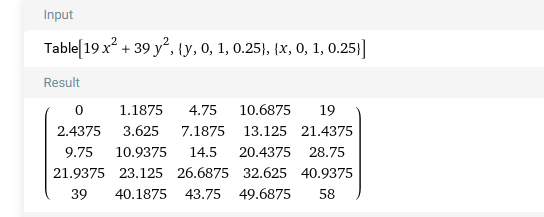 Input
Table[19 x² + 39 y², {y, 0, 1, 0.25}, {x, 0, 1, 0.25}]
Result
0 1.1875 4.75 10.6875 19
2.4375 3.625 7.1875 13.125 21.4375
9.75 10.9375 14.5 20.4375 28.75
21.9375 23.125 26.6875 32.625 40.9375
39 40.1875 43.75 49.6875 58